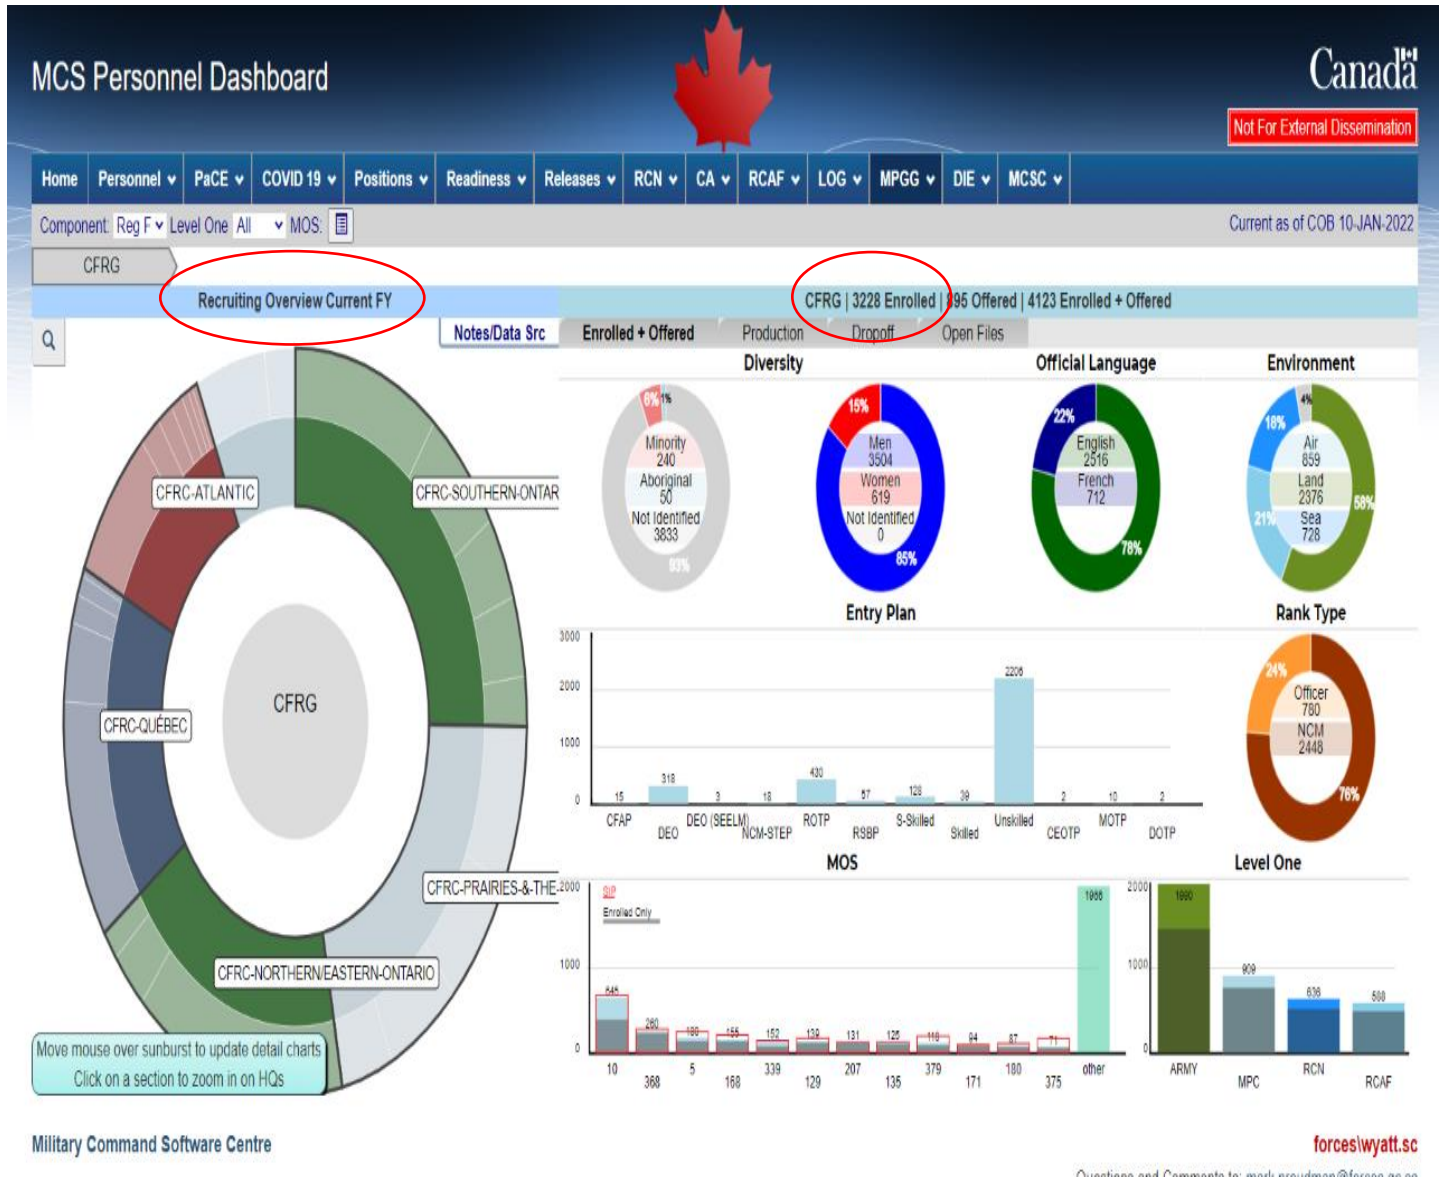 MCS Personnel Dashboard
Canada
Not For External Dissemination
Home Personnel PaCE COVID 19 Positions Readiness Releases RCN CA RCAF LOG MPGG DIE MCSC
Component: Reg F Level One All MOS:
Current as of COB 10-JAN-2022
CFRG
Recruiting Overview Current FY
CFRG | 3228 Enrolled | 895 Offered | 4123 Enrolled + Offered
Notes/Data Src
Enrolled + Offered Production Dropoff Open Files
Diversity
Official Language
Environment
6% 1%
Minority
240
Aboriginal
50
Not Identified
3833
93%
15%
Men
3504
Women
619
Not Identified
0
85%
22%
English
2516
French
712
78%
4%
18%
Air
859
Land
2376
Sea
728
21%
58%
CFRC-ATLANTIC
CFRC-SOUTHERN-ONTAR
CFRG
CFRC-QUÉBEC
CFRC-PRAIRIES-&-THE-
CFRC-NORTHERN/EASTERN-ONTARIO
Move mouse over sunburst to update detail charts
Click on a section to zoom in on HQs
Entry Plan
3000
2000
1000
0
15 318 3 18 430 57 128 39 2206 2 10 2
CFAP DEO DEO (SEELM) NCM-STEP ROTP RSBP S-Skilled Skilled Unskilled CEOTP MOTP DOTP
Rank Type
24%
Officer
780
NCM
2448
76%
MOS
2000
1000
0
SIP
Enrolled Only
646 260 155 152 139 131 125 118 94 87 71
10 368 5 168 339 129 207 135 379 171 180 375 other
Level One
2000
1000
0
1990 909 636 588
ARMY MPC RCN RCAF
Military Command Software Centre
forces\wyatt.sc